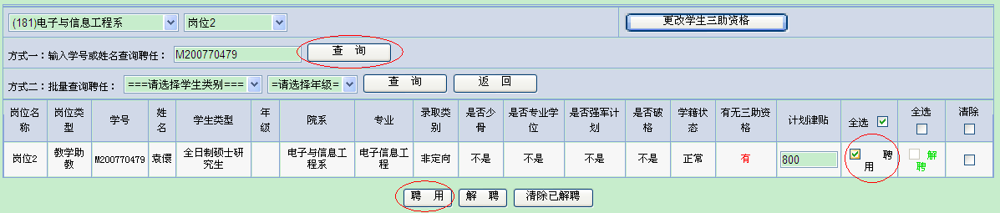 (181)电子与信息工程系 岗位2 更改学生三助资格
方式一：输入学号或姓名查询聘任： M200770479 查 询
方式二：批量查询聘任： ===请选择学生类别=== =请选择年级= 查 询 返 回
岗位名称 岗位类型 学号 姓名 学生类型 年级 院系 专业 录取类别 是否少骨 是否专业学位 是否强军计划 是否破格 学籍状态 有无三助资格 计划津贴 全选 全选 清除
岗位2 教学助教 M200770479 袁儇 全日制硕士研究生 电子与信息工程系 电子信息工程 非定向 不是 不是 不是 不是 正常 有 800 聘用 解聘
聘 用 解 聘 清除已解聘